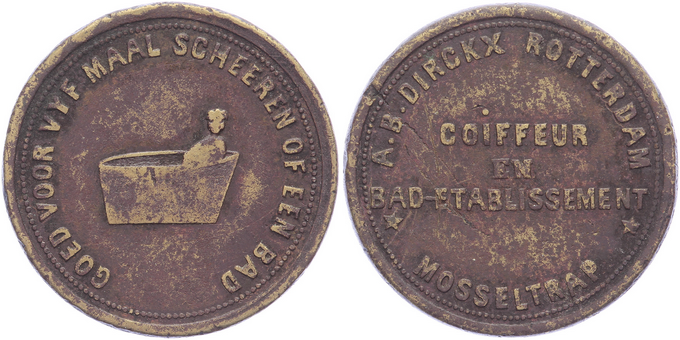 GOED VOOR VYF MAAL SCHEEREN OF EEN BAD
A.B. DIRCKX ROTTERDAM
COiFFEUR
EN
BAD-ETABLISSEMENT
MOSSELTRAP